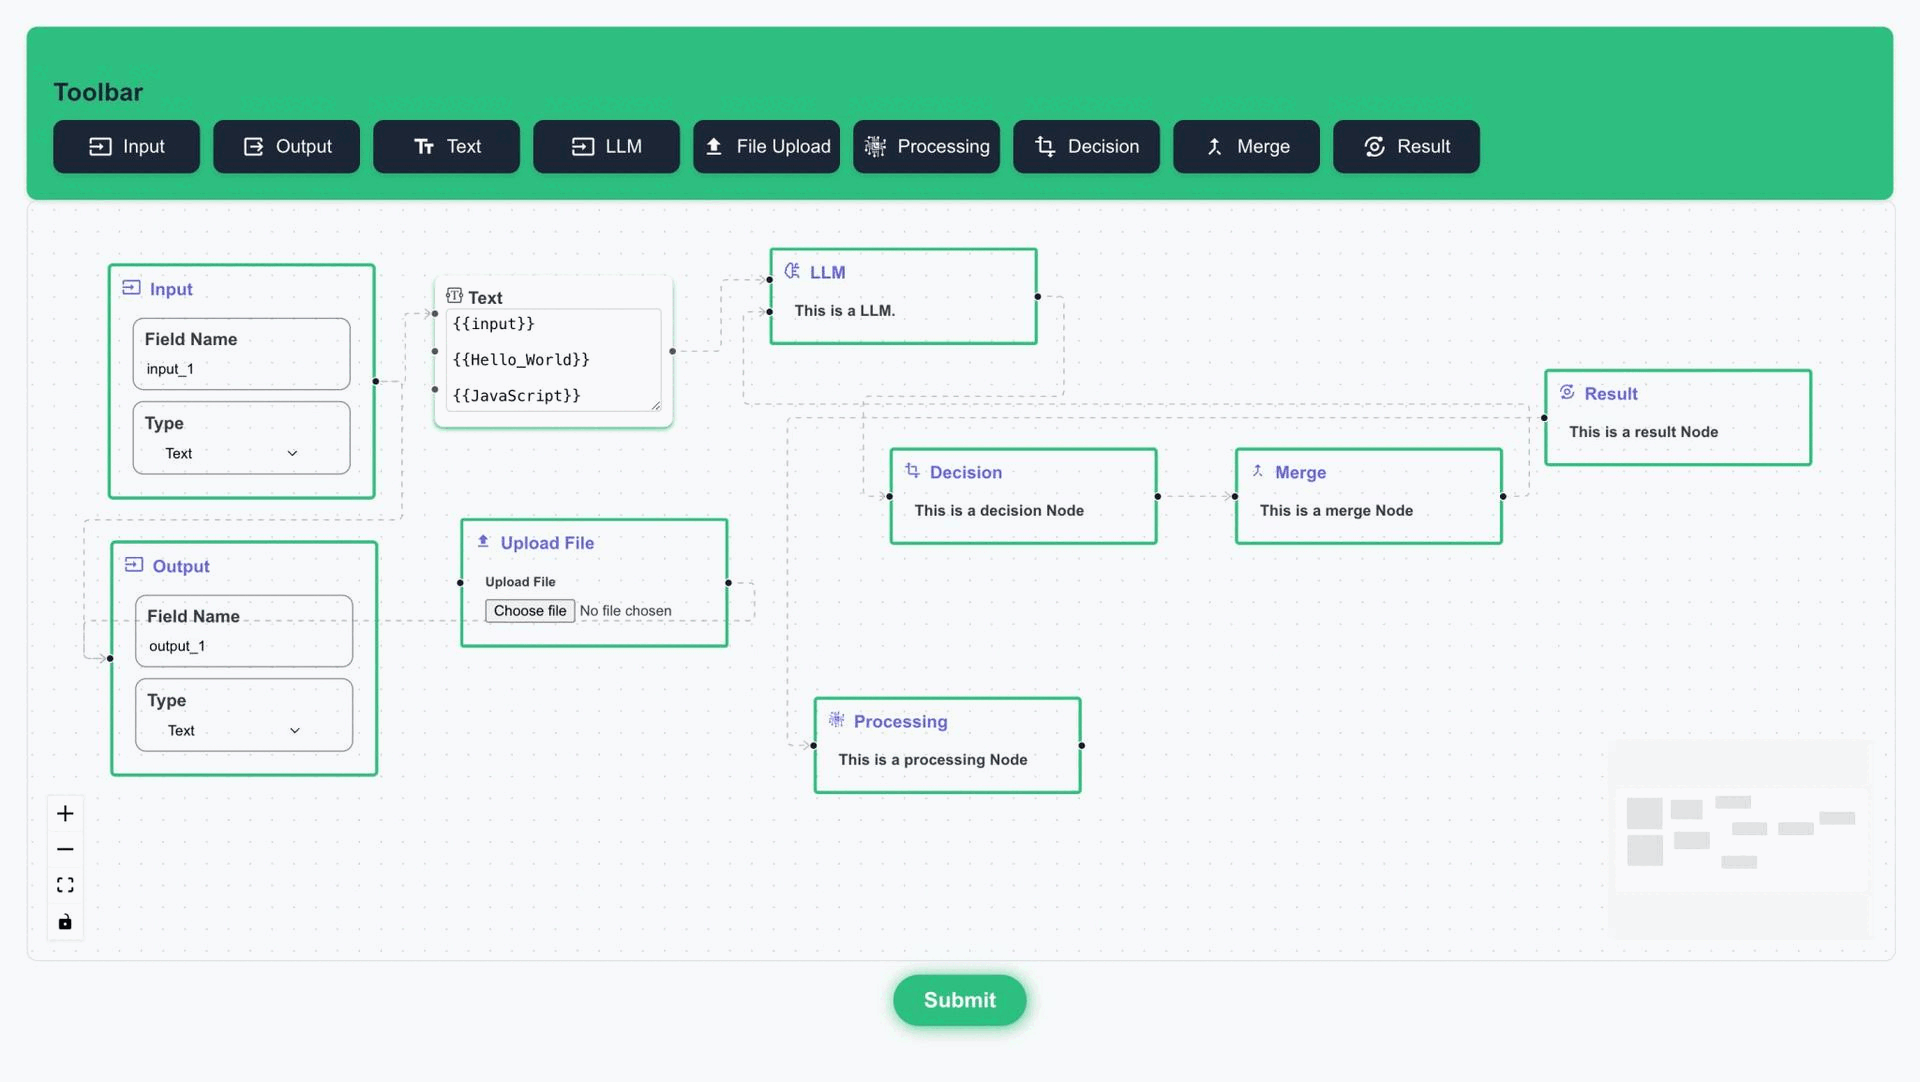 Toolbar
Input
Output
Text
LLM
File Upload
Processing
Decision
Merge
Result
Input
Field Name
input_1
Type
Text
Text
{{input}}
{{Hello_World}}
{{JavaScript}}
LLM
This is a LLM.
Result
This is a result Node
Decision
This is a decision Node
Merge
This is a merge Node
Output
Field Name
output_1
Type
Text
Upload File
Upload File
Choose file No file chosen
Processing
This is a processing Node
Submit